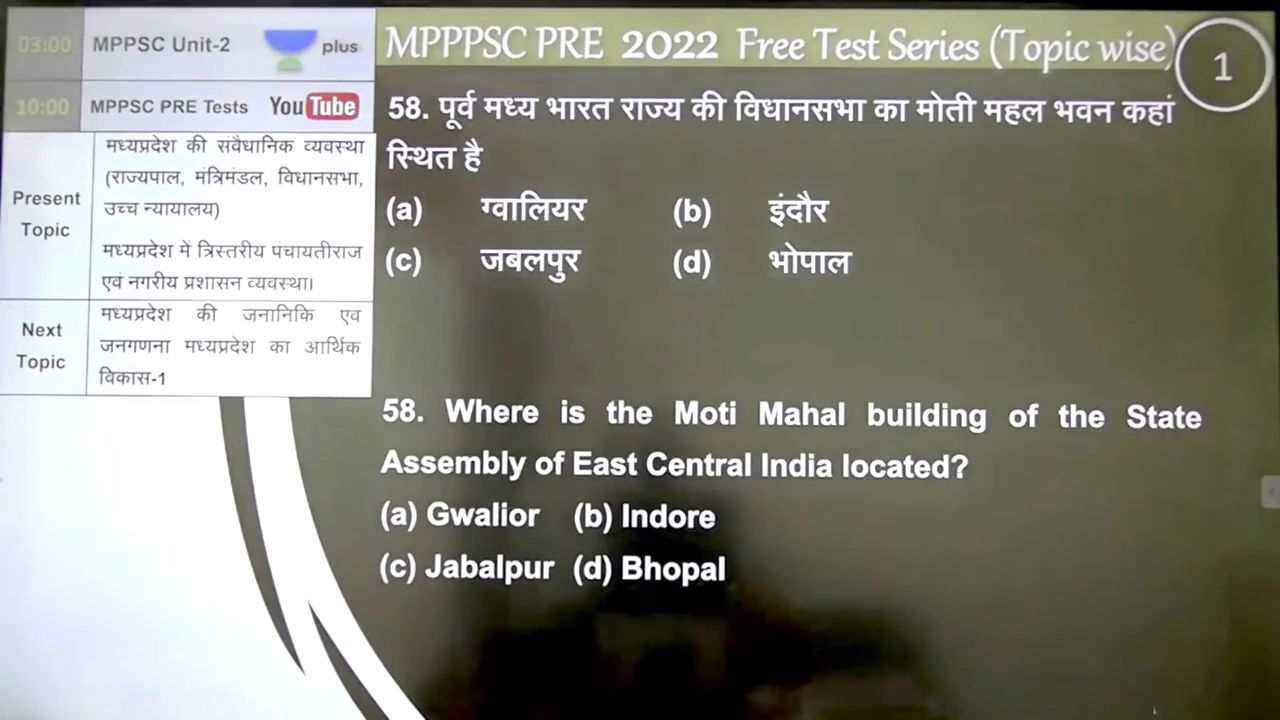 03:00 MPPSC Unit-2 plus
10:00 MPPSC PRE Tests YouTube
Present Topic
मध्यप्रदेश की संवैधानिक व्यवस्था
(राज्यपाल, मंत्रिमंडल, विधानसभा,
उच्च न्यायालय)
मध्यप्रदेश में त्रिस्तरीय पंचायतीराज
एवं नगरीय प्रशासन व्यवस्था।
Next Topic
मध्यप्रदेश की जनानिकि एवं
जनगणना मध्यप्रदेश का आर्थिक
विकास-1
MPPPSC PRE 2022 Free Test Series (Topic wise)
1
58. पूर्व मध्य भारत राज्य की विधानसभा का मोती महल भवन कहां
स्थित है
(a) ग्वालियर (b) इंदौर
(c) जबलपुर (d) भोपाल
58. Where is the Moti Mahal building of the State
Assembly of East Central India located?
(a) Gwalior (b) Indore
(c) Jabalpur (d) Bhopal